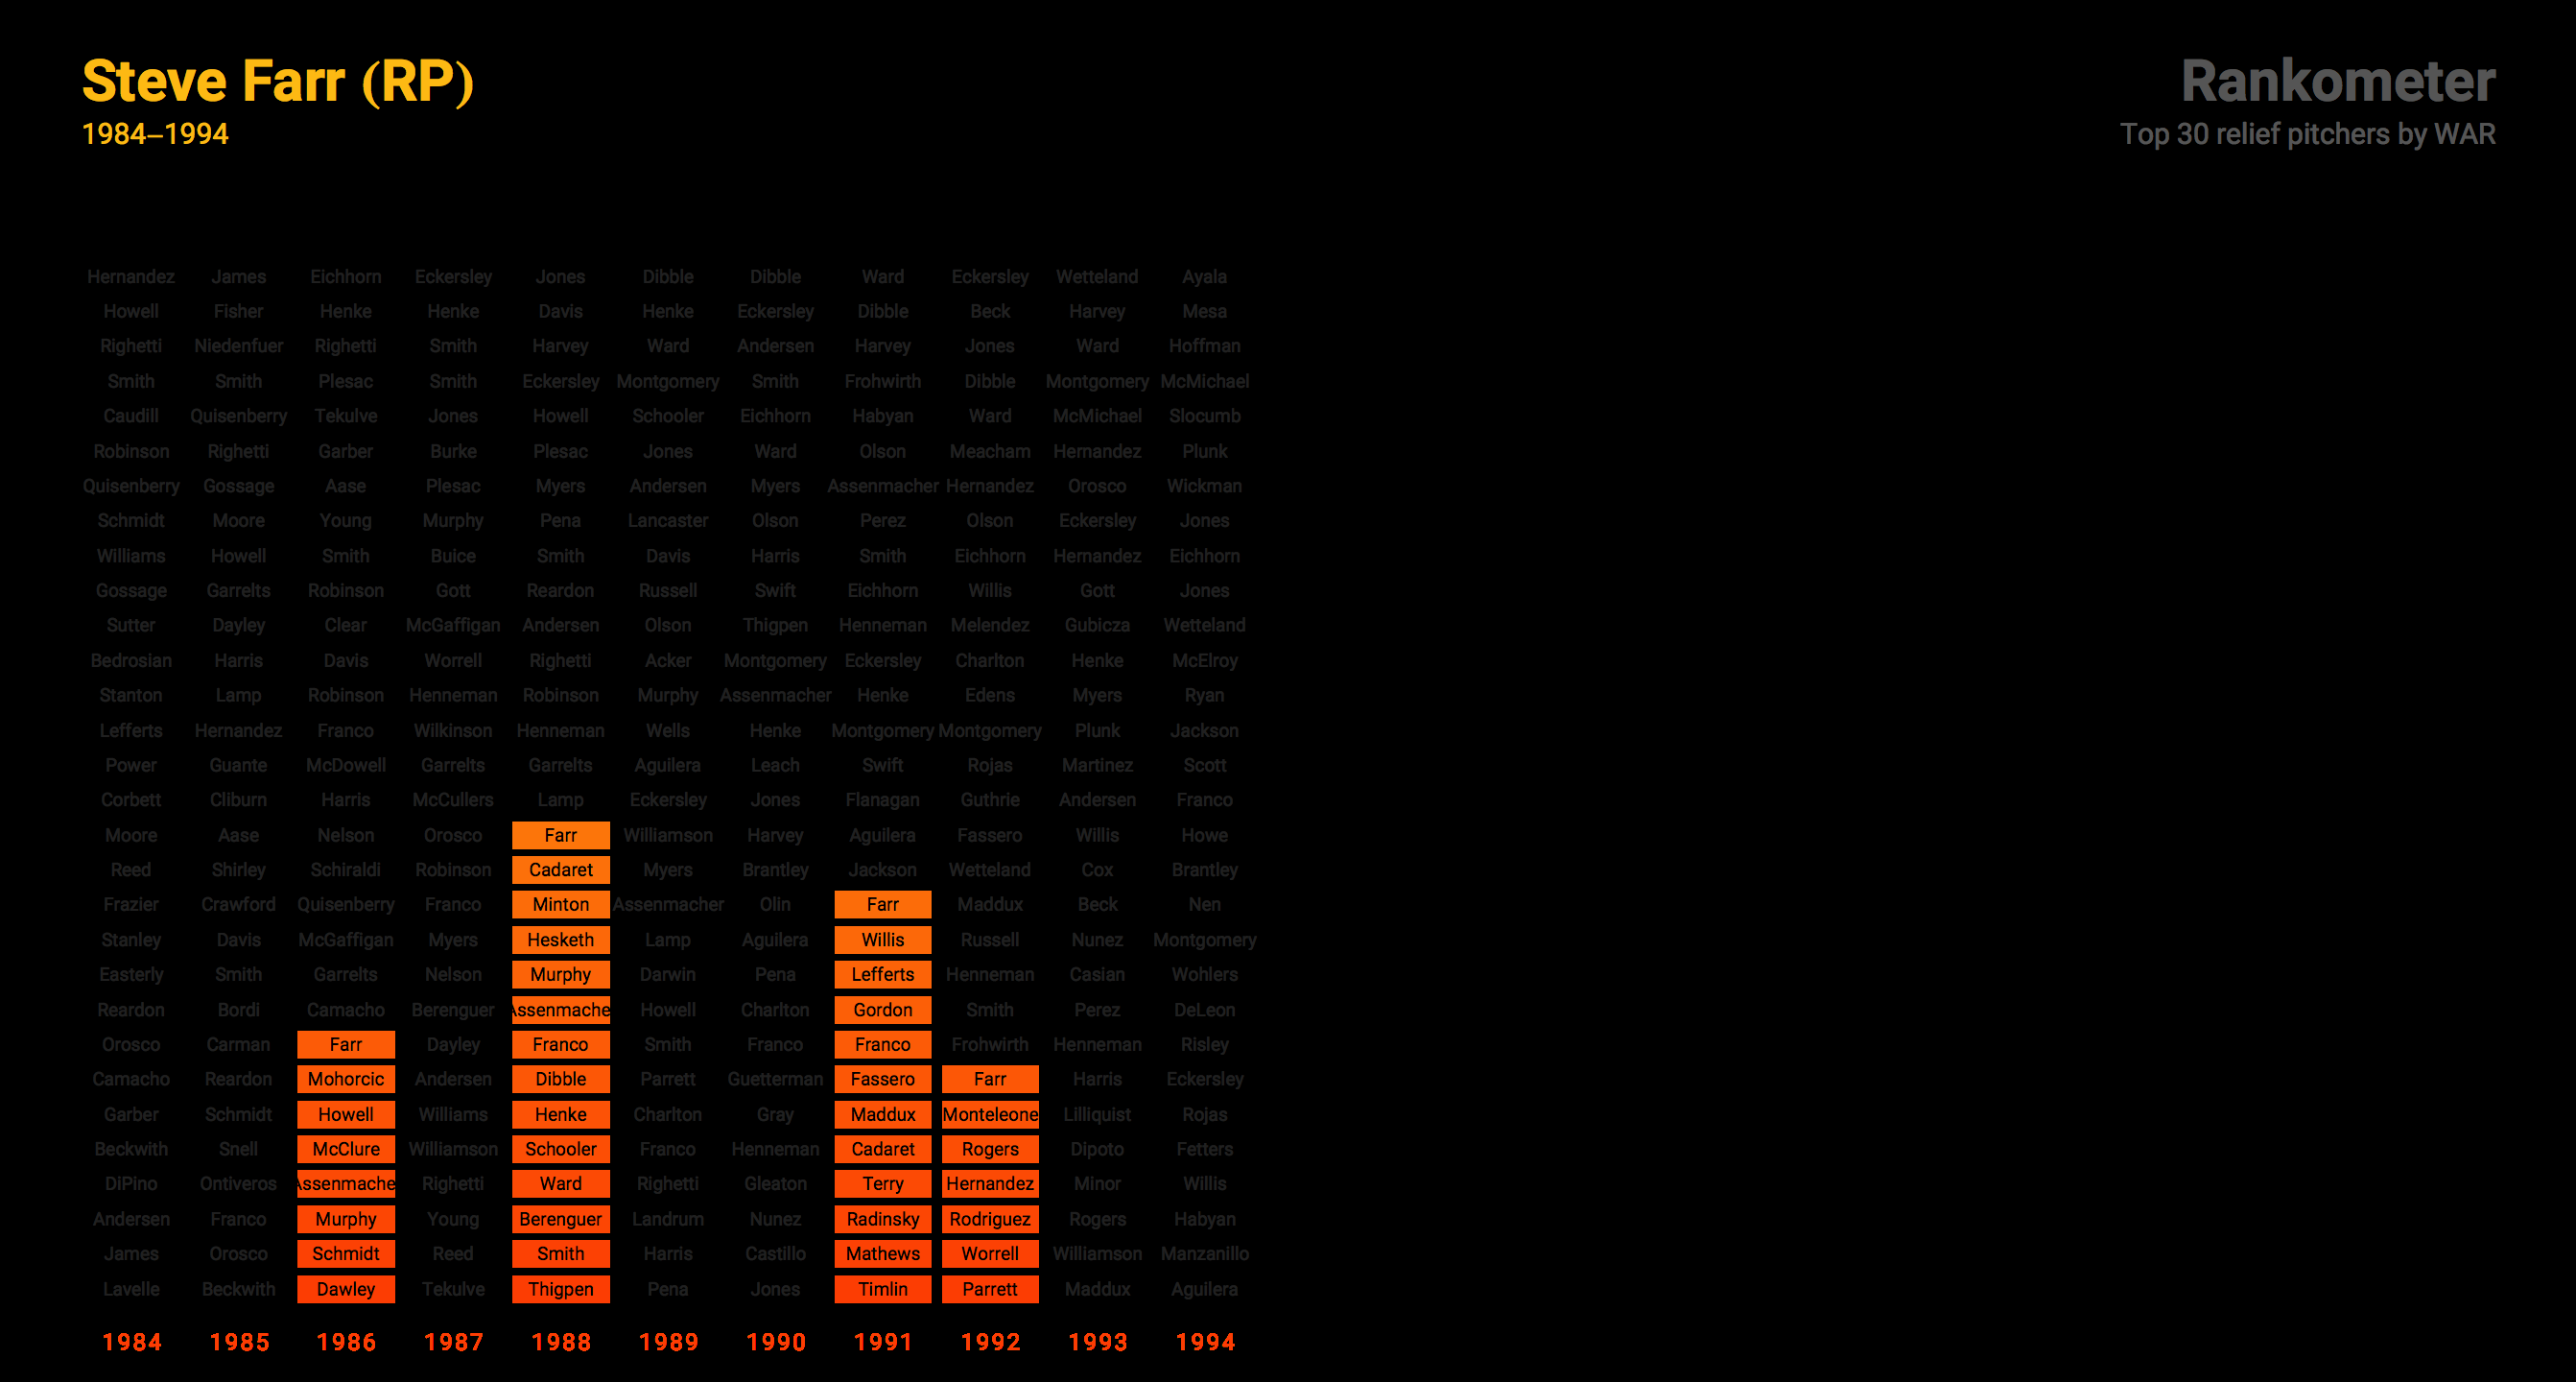 Steve Farr (RP)
1984–1994
Rankometer
Top 30 relief pitchers by WAR
Hernandez James Eichhorn Eckersley Jones Dibble Dibble Ward Eckersley Wetteland Ayala
Howell Fisher Henke Henke Davis Henke Eckersley Dibble Beck Harvey Mesa
Righetti Niedenfuer Righetti Smith Harvey Ward Andersen Harvey Jones Ward Hoffman
Smith Smith Plesac Smith Eckersley Montgomery Smith Frohwirth Dibble Montgomery McMichael
Caudill Quisenberry Tekulve Jones Howell Schooler Eichhorn Habyan Ward McMichael Slocumb
Robinson Righetti Garber Burke Plesac Jones Ward Olson Meacham Hernandez Plunk
Quisenberry Gossage Aase Plesac Myers Andersen Myers Assenmacher Hernandez Orosco Wickman
Schmidt Moore Young Murphy Pena Lancaster Olson Perez Olson Eckersley Jones
Williams Howell Smith Buice Smith Davis Harris Smith Eichhorn Hernandez Eichhorn
Gossage Garrelts Robinson Gott Reardon Russell Swift Eichhorn Willis Gott Jones
Sutter Dayley Clear McGaffigan Andersen Olson Thigpen Henneman Melendez Gubicza Wetteland
Bedrosian Harris Davis Worrell Righetti Acker Montgomery Eckersley Charlton Henke McElroy
Stanton Lamp Robinson Henneman Robinson Murphy Assenmacher Henke Edens Myers Ryan
Lefferts Hernandez Franco Wilkinson Henneman Wells Henke Montgomery Montgomery Plunk Jackson
Power Guante McDowell Garrelts Garrelts Aguilera Leach Swift Rojas Martinez Scott
Corbett Cliburn Harris McCullers Lamp Eckersley Jones Flanagan Guthrie Andersen Franco
Moore Aase Nelson Orosco Farr Williamson Harvey Aguilera Fassero Willis Howe
Reed Shirley Schiraldi Robinson Cadaret Myers Brantley Jackson Wetteland Cox Brantley
Frazier Crawford Quisenberry Franco Minton Assenmacher Olin Farr Maddux Beck Nen
Stanley Davis McGaffigan Myers Hesketh Lamp Aguilera Willis Russell Nunez Montgomery
Easterly Smith Garrelts Nelson Murphy Darwin Pena Lefferts Henneman Casian Wohlers
Reardon Bordi Camacho Berenguer Assenmache Howell Charlton Gordon Smith Perez DeLeon
Orosco Carman Farr Dayley Franco Smith Franco Franco Frohwirth Henneman Risley
Camacho Reardon Mohorcic Andersen Dibble Parrett Guetterman Fassero Farr Harris Eckersley
Garber Schmidt Howell Williams Henke Charlton Gray Maddux Monteleone Lilliquist Rojas
Beckwith Snell McClure Williamson Schooler Franco Henneman Cadaret Rogers Dipoto Fetters
DiPino Ontiveros Assenmache Righetti Ward Righetti Gleaton Terry Hernandez Minor Willis
Andersen Franco Murphy Young Berenguer Landrum Nunez Radinsky Rodriguez Rogers Habyan
James Orosco Schmidt Reed Smith Harris Castillo Mathews Worrell Williamson Manzanillo
Lavelle Beckwith Dawley Tekulve Thigpen Pena Jones Timlin Parrett Maddux Aguilera
1984 1985 1986 1987 1988 1989 1990 1991 1992 1993 1994